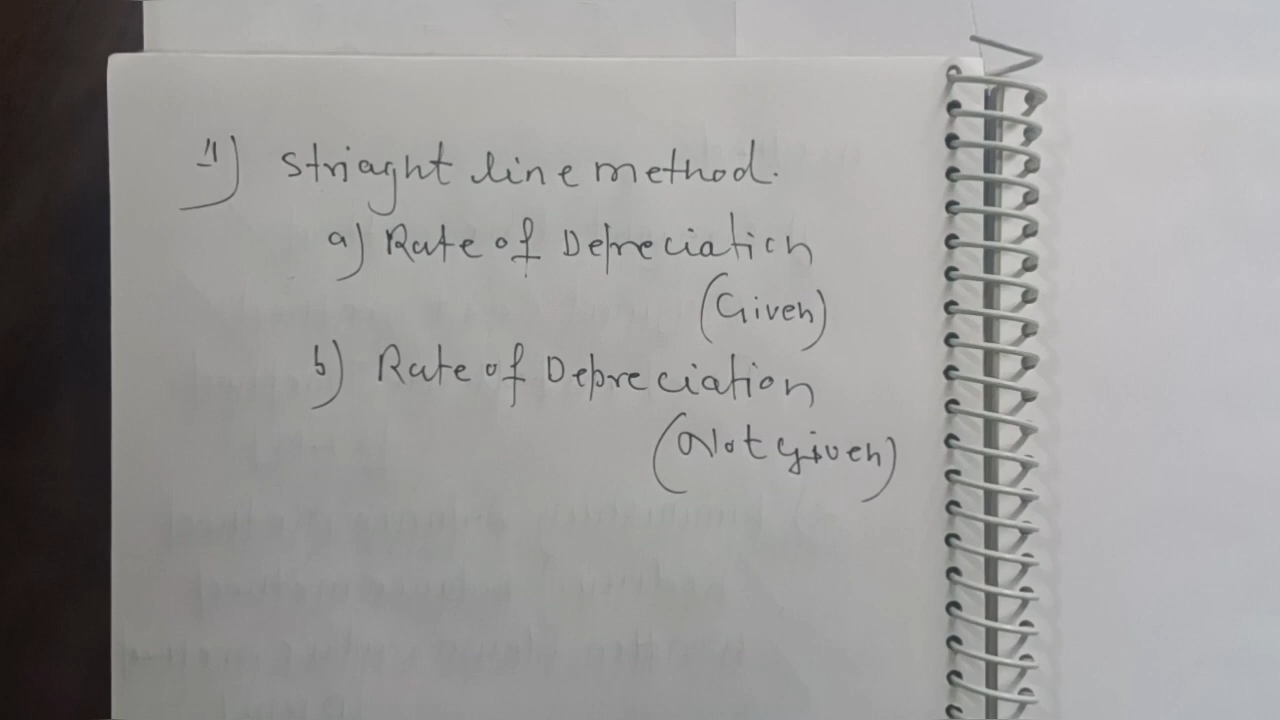 1) Striaght line method.
a) Rate of Depreciation
(Given)
b) Rate of Depreciation
(Not given)